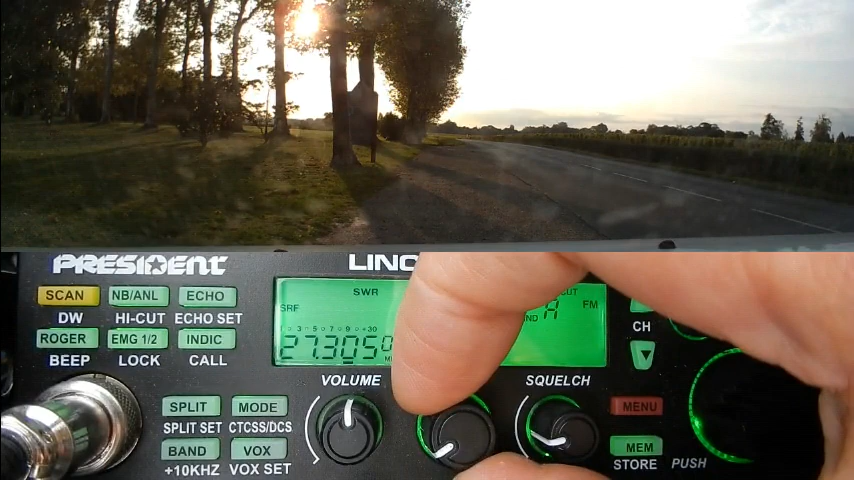 PRESIDENT
LINC
SCAN NB/ANL ECHO
DW HI-CUT ECHO SET
ROGER EMG 1/2 INDIC
BEEP LOCK CALL
SWR
SRF
A
FM
27.3050
CH
VOLUME
SQUELCH
SPLIT MODE
SPLIT SET CTCSS/DCS
BAND VOX
+10KHZ VOX SET
MENU
MEM
STORE
PUSH